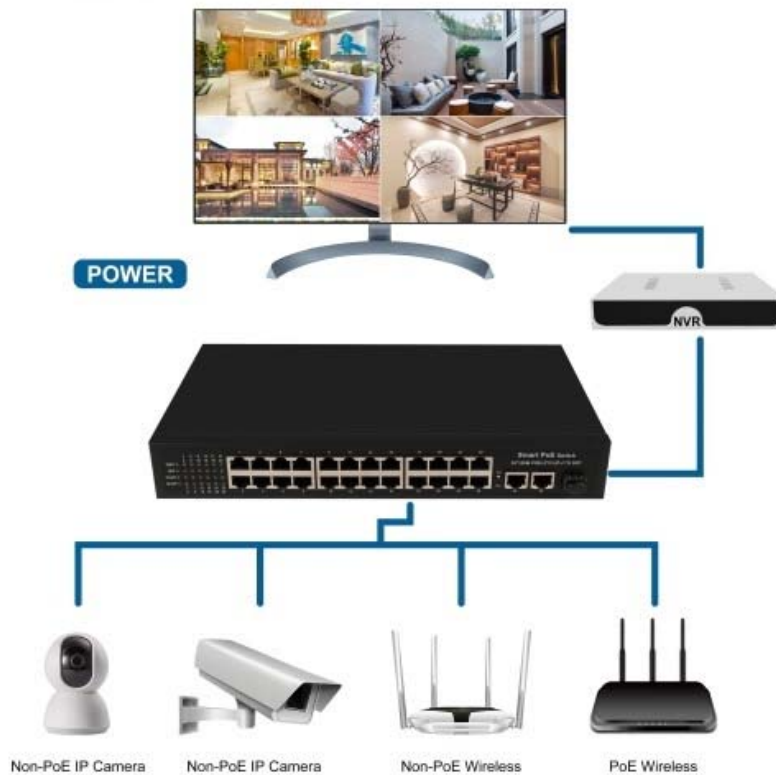 POWER
NVR
Smart PoE Switch
Non-PoE IP Camera
Non-PoE IP Camera
Non-PoE Wireless
PoE Wireless